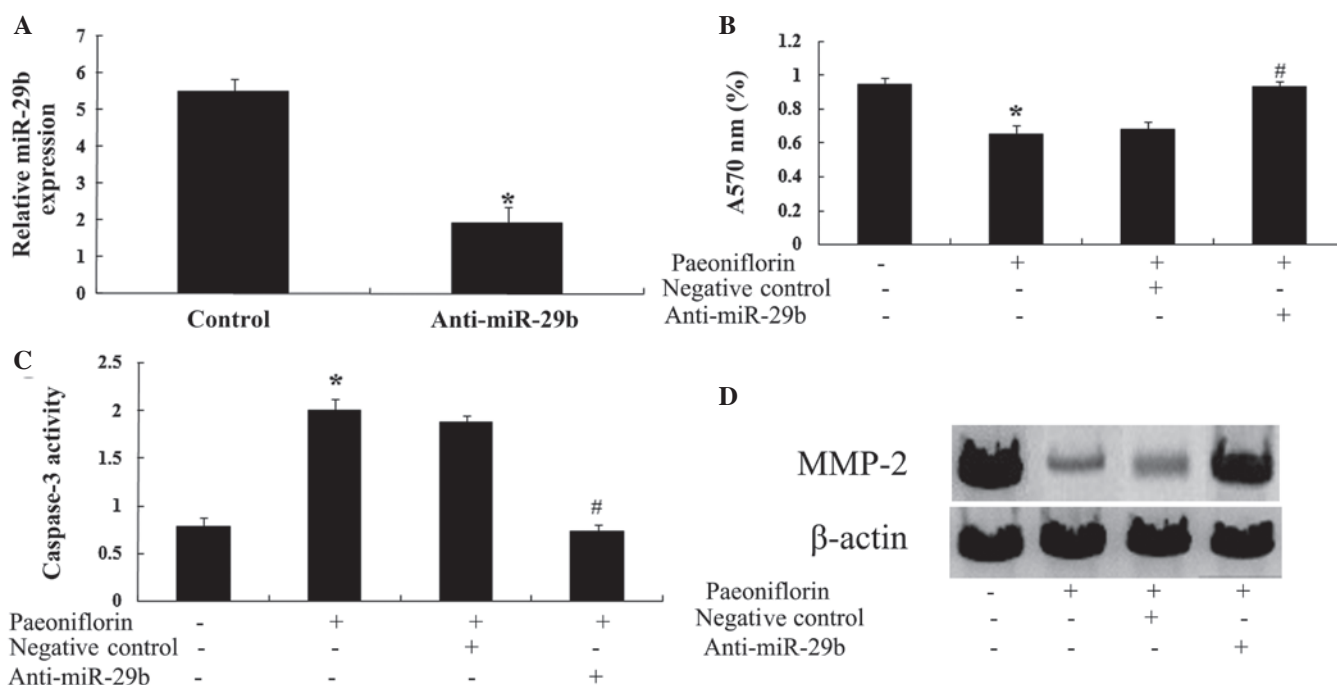 A
Relative miR-29b
expression
7
6
5
4
3
2
1
0
*
Control Anti-miR-29b
B
A570 nm (%)
1.2
1
0.8
0.6
0.4
0.2
0
*
#
Paeoniflorin - + + +
Negative control - - + -
Anti-miR-29b - - - +
C
Caspase-3 activity
2.5
2
1.5
1
0.5
0
*
#
Paeoniflorin - + + +
Negative control - - + -
Anti-miR-29b - - - +
D
MMP-2
β-actin
Paeoniflorin - + + +
Negative control - - + -
Anti-miR-29b - - - +